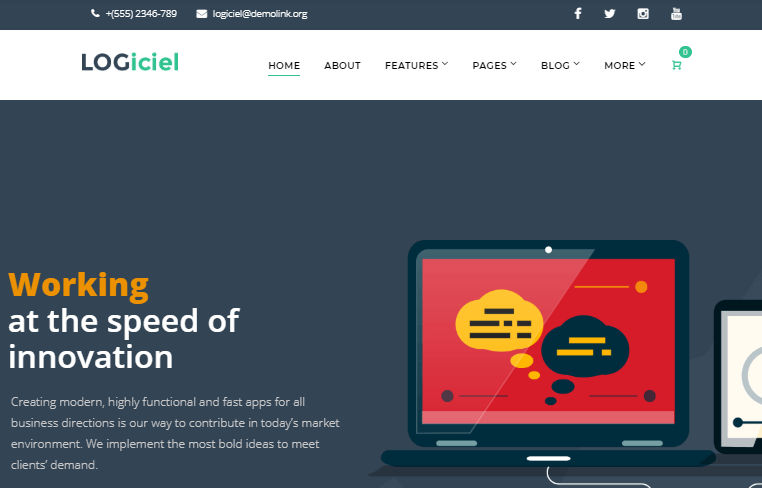 +(555) 2346-789 logiciel@demolink.org
LOGiciel
HOME ABOUT FEATURES PAGES BLOG MORE 0
Working
at the speed of
innovation
Creating modern, highly functional and fast apps for all
business directions is our way to contribute in today's market
environment. We implement the most bold ideas to meet
clients' demand.